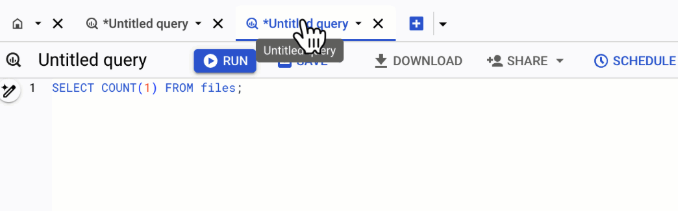 *Untitled query *Untitled query
Untitled query RUN SAVE DOWNLOAD SHARE SCHEDULE
Untitled query
1 SELECT COUNT(1) FROM files;